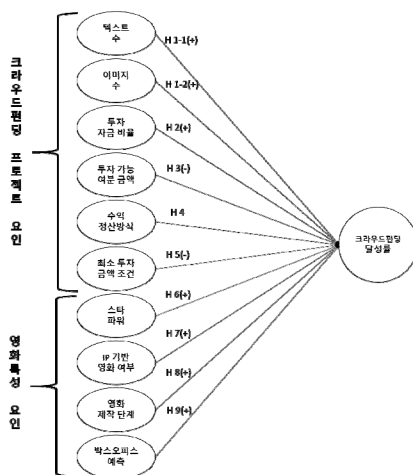 크라우드펀딩 프로젝트 요인
영화특성 요인
텍스트
수
이미지
수
투자
자금 비율
투자 가능
여분 금액
수익
정산방식
최소 투자
금액 조건
스타
파워
IP 기반
영화 여부
영화
제작 단계
박스오피스
예측
H 1-1(+)
H 1-2(+)
H 2(+)
H 3(-)
H 4
H 5(-)
H 6(+)
H 7(+)
H 8(+)
H 9(+)
크라우드펀딩
달성률